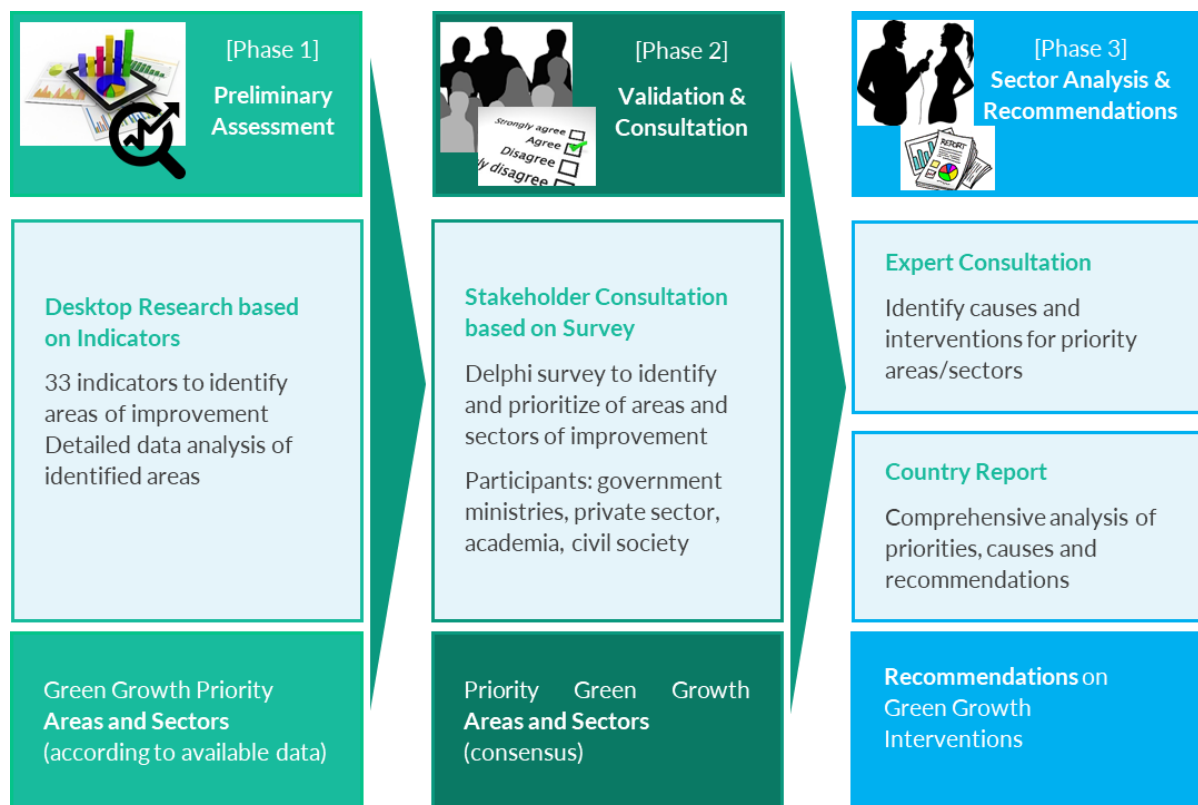 [Phase 1]
Preliminary
Assessment
[Phase 2]
Validation &
Consultation
Strongly agree
Agree
Disagree
ly disagree
[Phase 3]
Sector Analysis &
Recommendations
REPORT
Desktop Research based
on Indicators
33 indicators to identify
areas of improvement
Detailed data analysis of
identified areas
Stakeholder Consultation
based on Survey
Delphi survey to identify
and prioritize of areas and
sectors of improvement
Participants: government
ministries, private sector,
academia, civil society
Expert Consultation
Identify causes and
interventions for priority
areas/sectors
Country Report
Comprehensive analysis of
priorities, causes and
recommendations
Green Growth Priority
Areas and Sectors
(according to available data)
Priority Green Growth
Areas and Sectors
(consensus)
Recommendations on
Green Growth
Interventions